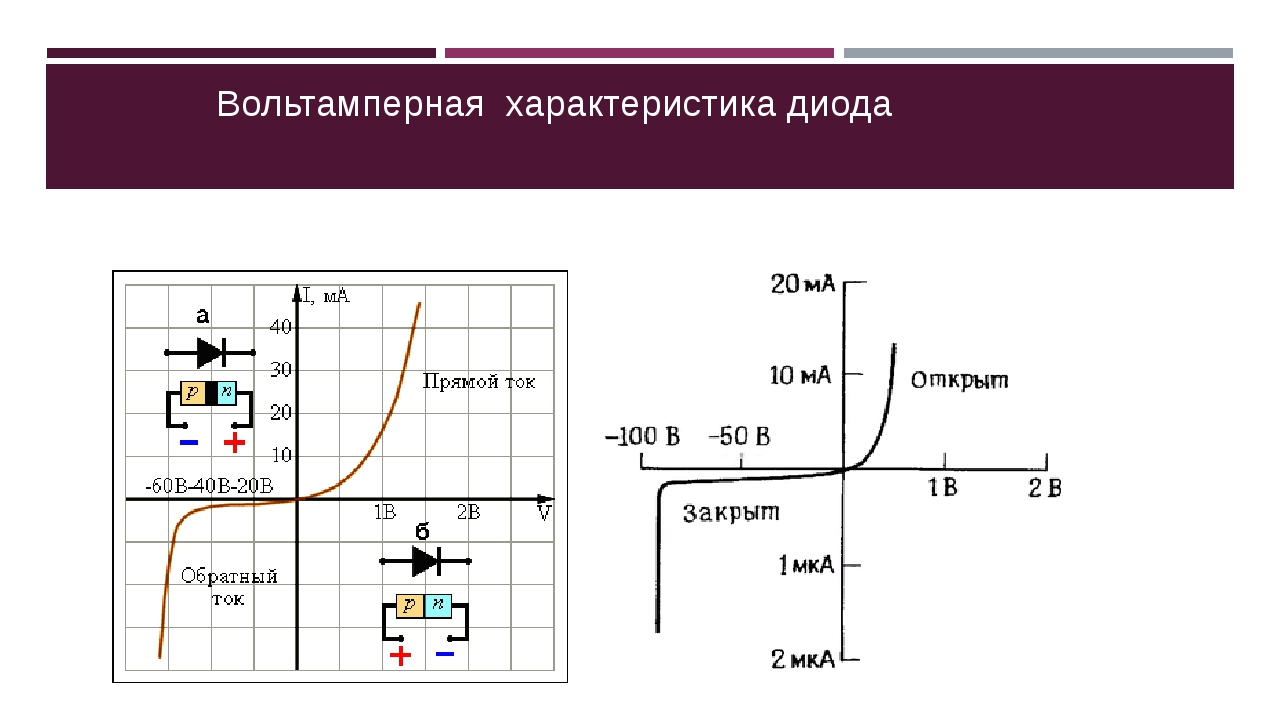 Вольтамперная характеристика диода
I, мА
а
40
30
Прямой ток
p n
20
− +
10
-60В-40В-20В
1В 2В V
б
Обратный
ток
p n
+ −
20 мА
10 мА
Открыт
−100 В −50 В
1 В 2 В
Закрыт
1 мкА
2 мкА